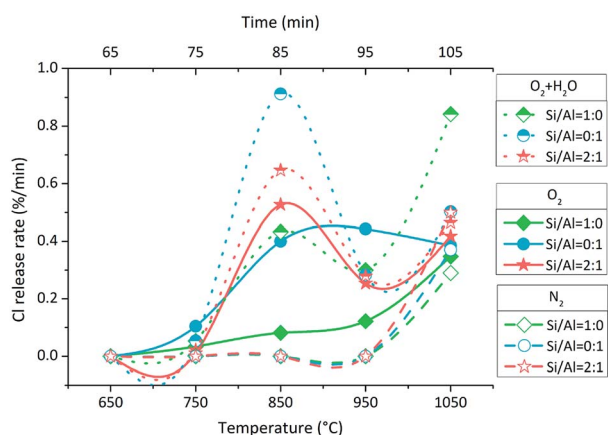 Time (min)
65 75 85 95 105
1.0
0.8
0.6
0.4
0.2
0.0
Cl release rate (%/min)
650 750 850 950 1050
Temperature (°C)
O2+H2O
Si/Al=1:0
Si/Al=0:1
Si/Al=2:1
O2
Si/Al=1:0
Si/Al=0:1
Si/Al=2:1
N2
Si/Al=1:0
Si/Al=0:1
Si/Al=2:1